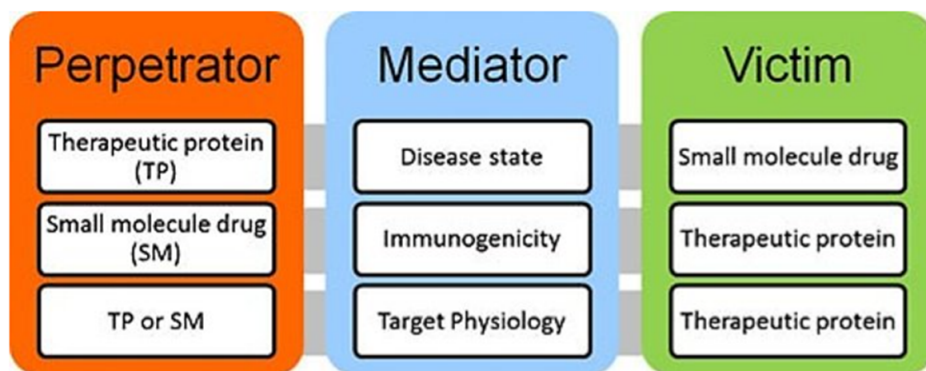 Perpetrator
Mediator
Victim
Therapeutic protein
(TP)
Disease state
Small molecule drug
Small molecule drug
(SM)
Immunogenicity
Therapeutic protein
TP or SM
Target Physiology
Therapeutic protein